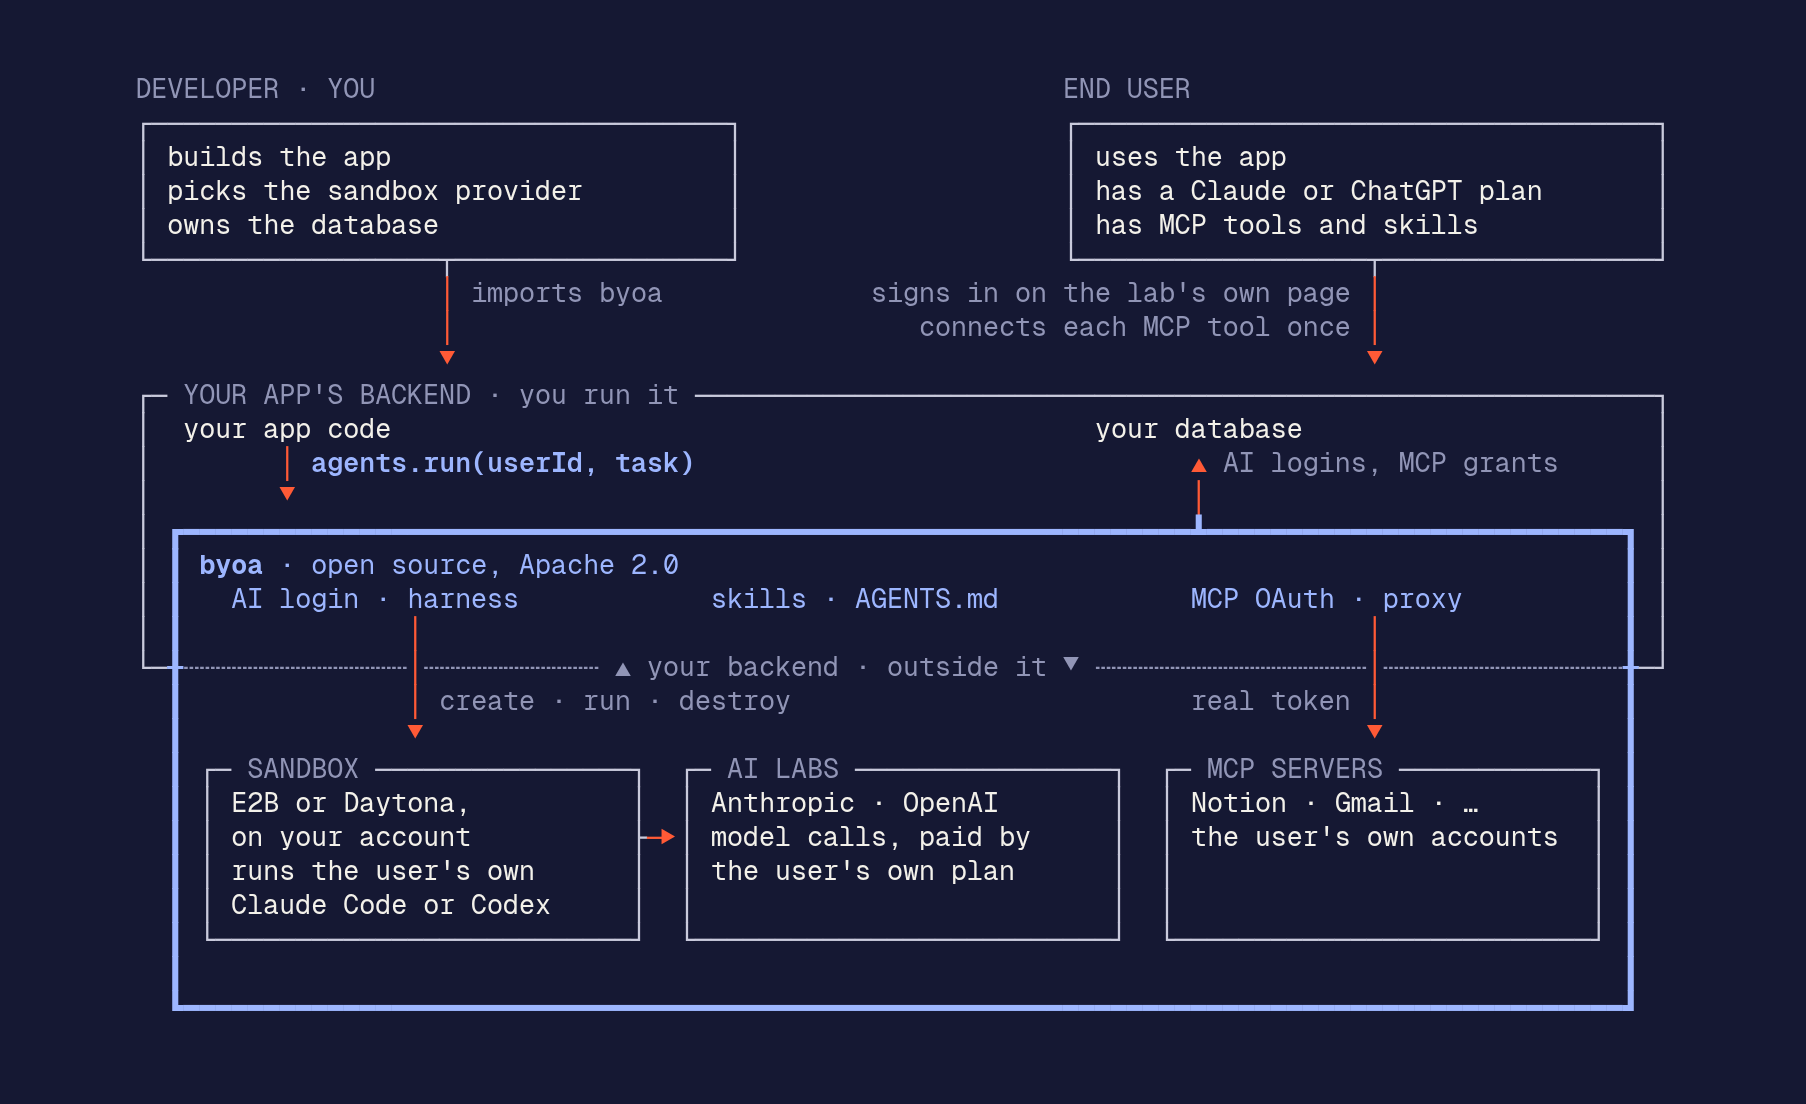 DEVELOPER · YOU
END USER
builds the app
picks the sandbox provider
owns the database
uses the app
has a Claude or ChatGPT plan
has MCP tools and skills
imports byoa
signs in on the lab's own page
connects each MCP tool once
YOUR APP'S BACKEND · you run it
your app code
agents.run(userId, task)
your database
AI logins, MCP grants
byoa · open source, Apache 2.0
AI login · harness
skills · AGENTS.md
MCP OAuth · proxy
▲ your backend · outside it ▼
create · run · destroy
real token
SANDBOX
E2B or Daytona,
on your account
runs the user's own
Claude Code or Codex
AI LABS
Anthropic · OpenAI
model calls, paid by
the user's own plan
MCP SERVERS
Notion · Gmail · …
the user's own accounts